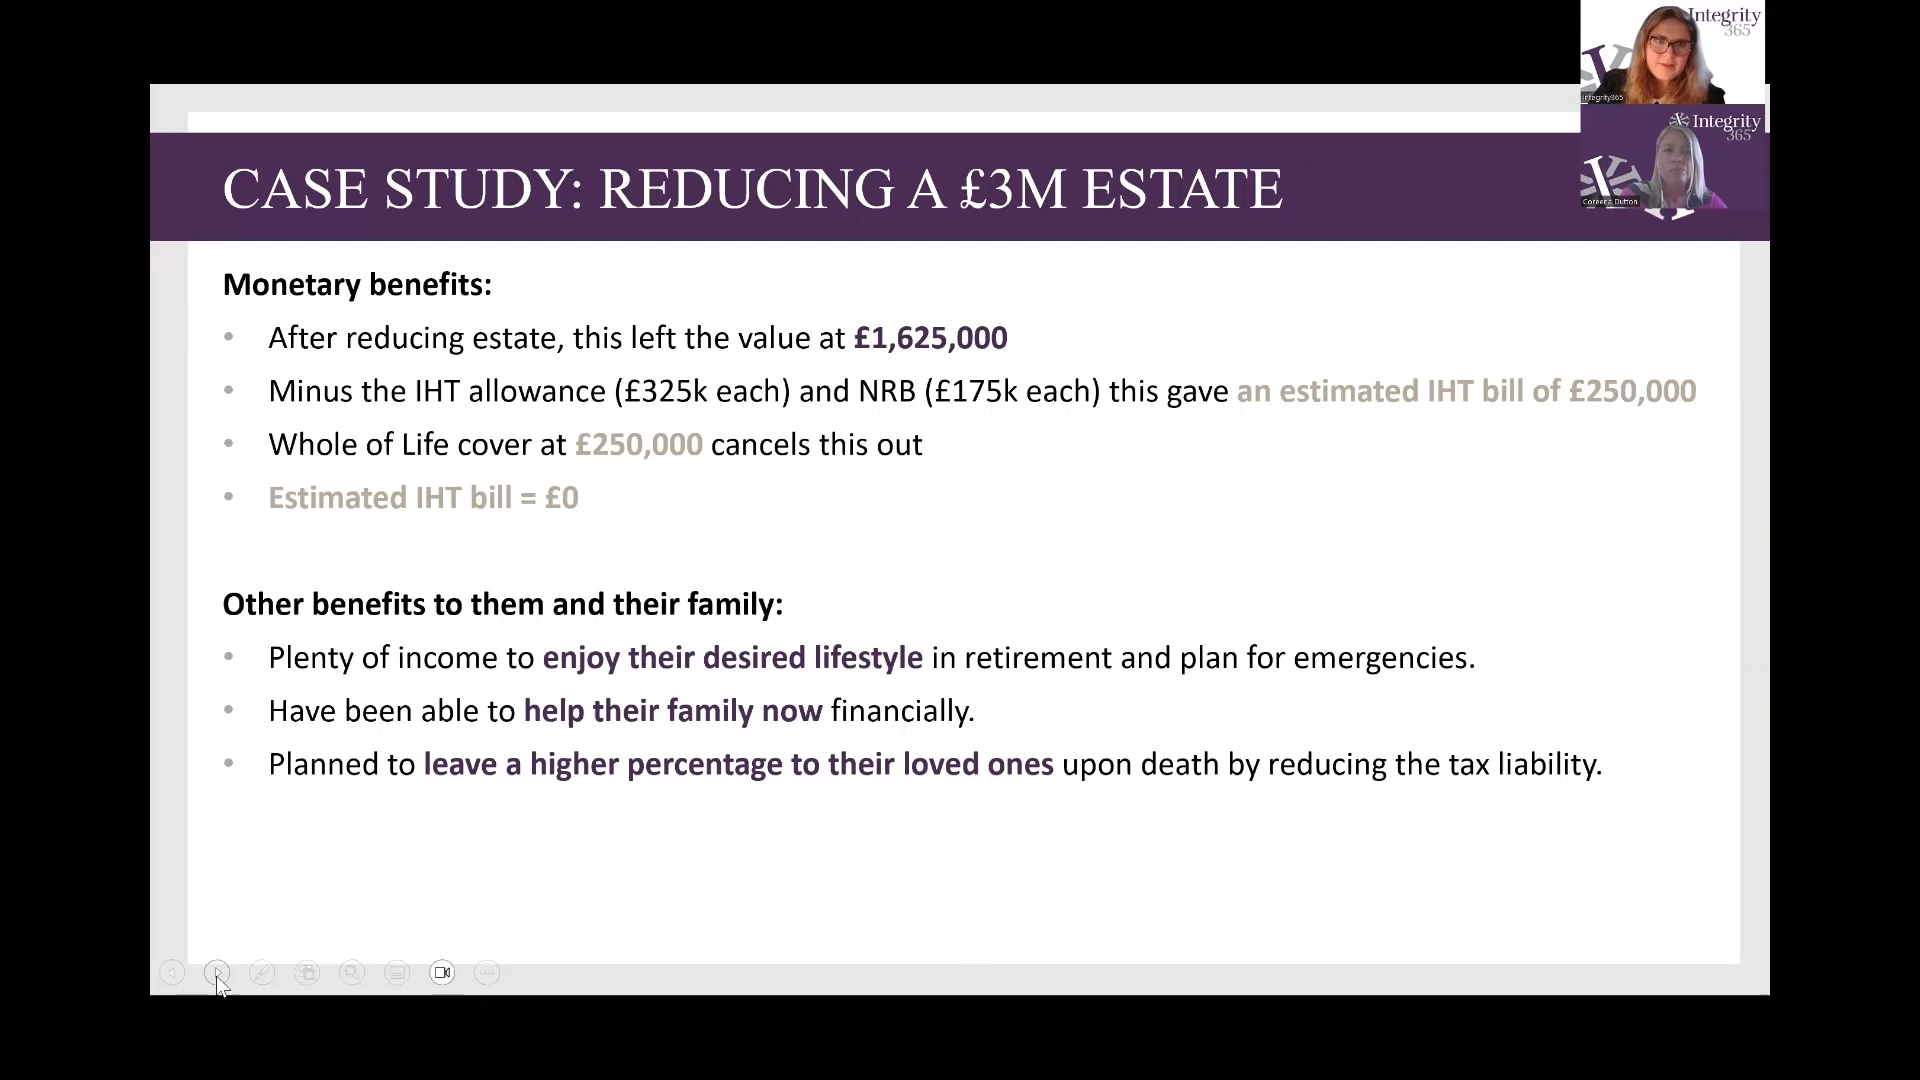 Integrity
365
Integrity365
Integrity
365
Coreena Dutton
CASE STUDY: REDUCING A £3M ESTATE
Monetary benefits:
• After reducing estate, this left the value at £1,625,000
• Minus the IHT allowance (£325k each) and NRB (£175k each) this gave an estimated IHT bill of £250,000
• Whole of Life cover at £250,000 cancels this out
• Estimated IHT bill = £0
Other benefits to them and their family:
• Plenty of income to enjoy their desired lifestyle in retirement and plan for emergencies.
• Have been able to help their family now financially.
• Planned to leave a higher percentage to their loved ones upon death by reducing the tax liability.